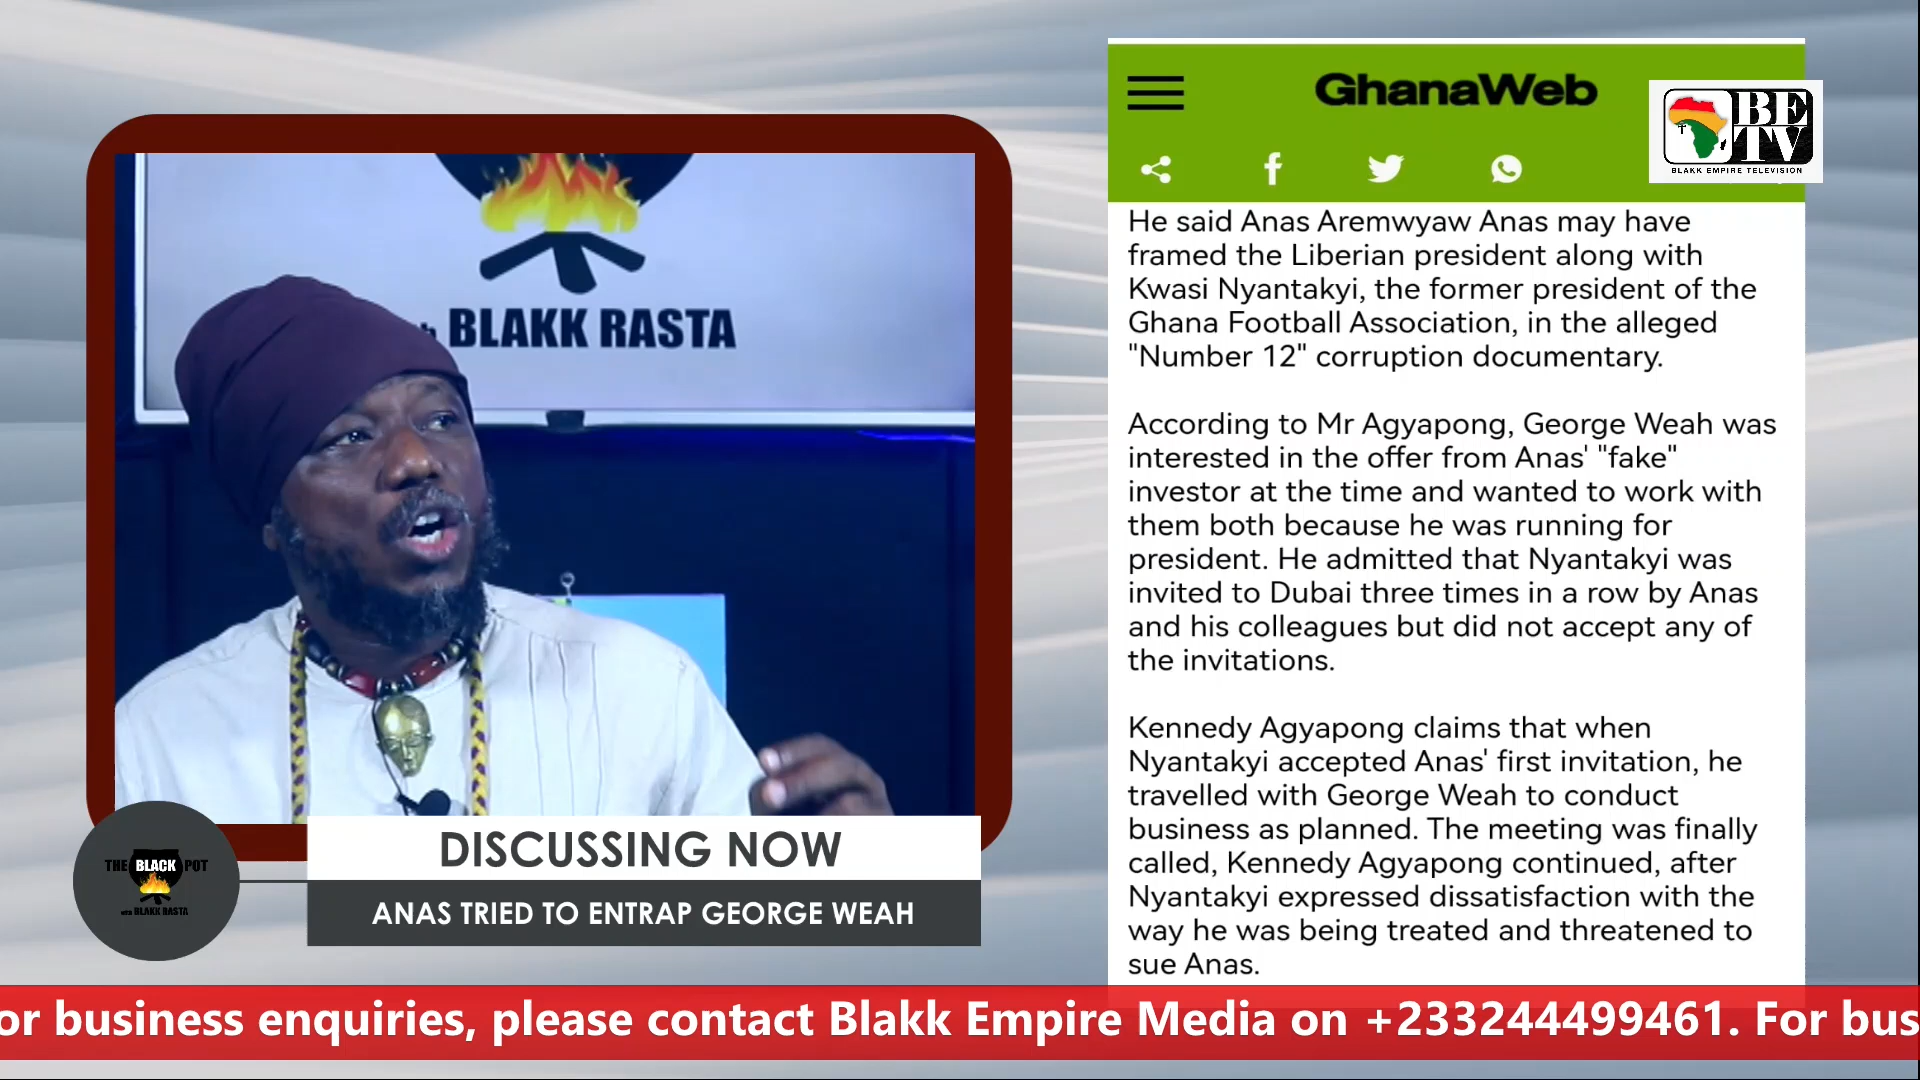 GhanaWeb
BE
TV
BLAKK EMPIRE TELEVISION
BLAKK RASTA
He said Anas Aremwyaw Anas may have
framed the Liberian president along with
Kwasi Nyantakyi, the former president of the
Ghana Football Association, in the alleged
"Number 12" corruption documentary.
According to Mr Agyapong, George Weah was
interested in the offer from Anas' "fake"
investor at the time and wanted to work with
them both because he was running for
president. He admitted that Nyantakyi was
invited to Dubai three times in a row by Anas
and his colleagues but did not accept any of
the invitations.
Kennedy Agyapong claims that when
Nyantakyi accepted Anas' first invitation, he
travelled with George Weah to conduct
business as planned. The meeting was finally
called, Kennedy Agyapong continued, after
Nyantakyi expressed dissatisfaction with the
way he was being treated and threatened to
sue Anas.
THE BLACK POT
with BLAKK RASTA
DISCUSSING NOW
ANAS TRIED TO ENTRAP GEORGE WEAH
or business enquiries, please contact Blakk Empire Media on +233244499461. For bus